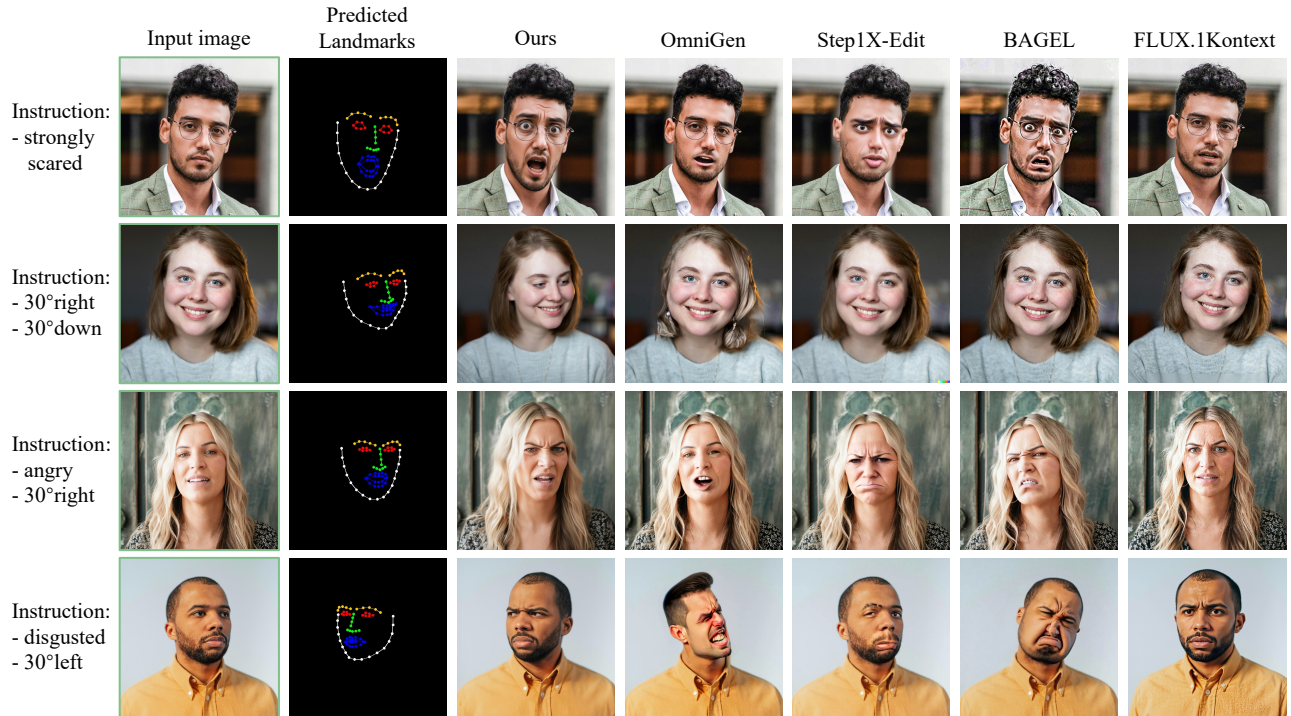 Input image
Predicted
Landmarks
Ours
OmniGen
Step1X-Edit
BAGEL
FLUX.1Kontext
Instruction:
- strongly
scared
Instruction:
- 30°right
- 30°down
Instruction:
- angry
- 30°right
Instruction:
- disgusted
- 30°left